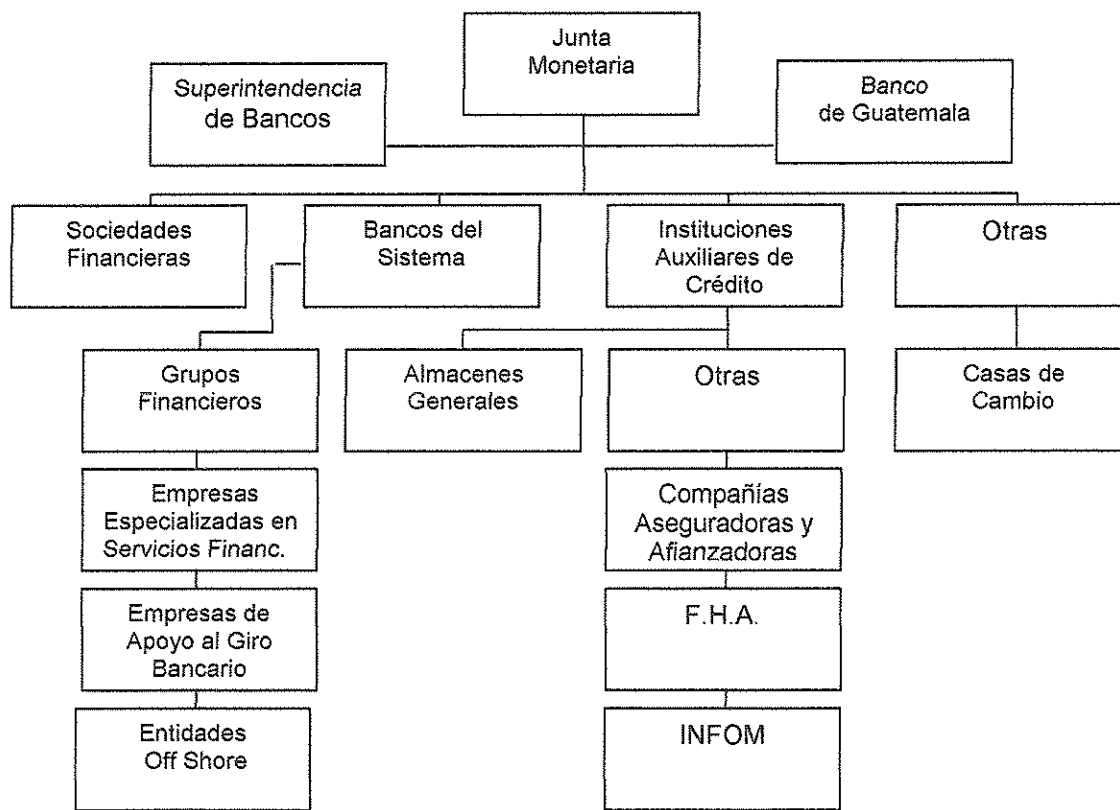 Junta
Monetaria
Superintendencia
de Bancos
Banco
de Guatemala
Sociedades
Financieras
Bancos del
Sistema
Instituciones
Auxiliares de
Crédito
Otras
Grupos
Financieros
Almacenes
Generales
Otras
Casas de
Cambio
Empresas
Especializadas en
Servicios Financ.
Compañías
Aseguradoras y
Afianzadoras
Empresas de
Apoyo al Giro
Bancario
F.H.A.
Entidades
Off Shore
INFOM